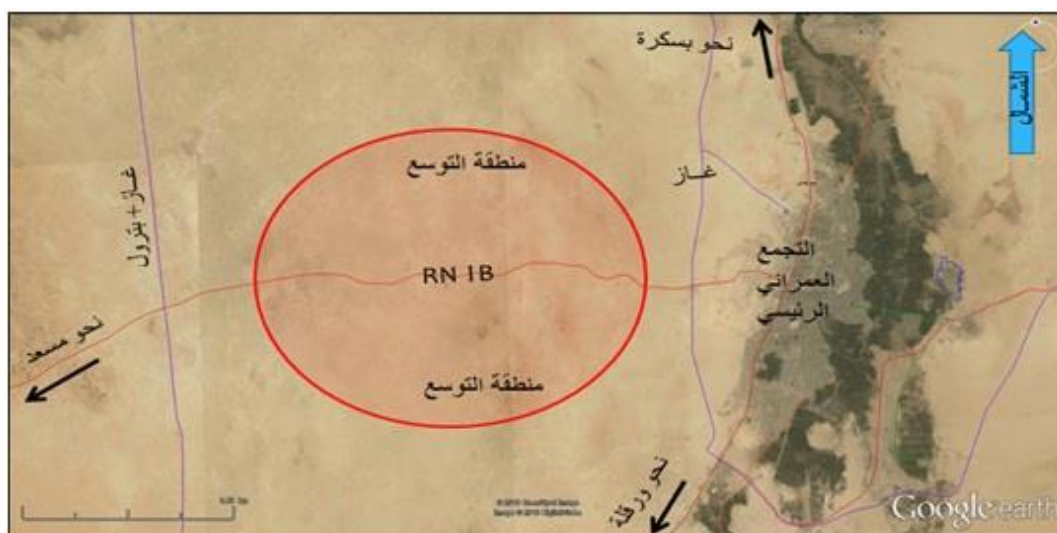 نحو بسكرة
الشمال
منطقة التوسع
غاز
غاز+بترول
التجمع
العمراني
الرئيسي
RN 1B
نحو مسعد
منطقة التوسع
نحو ورقلة
Google earth